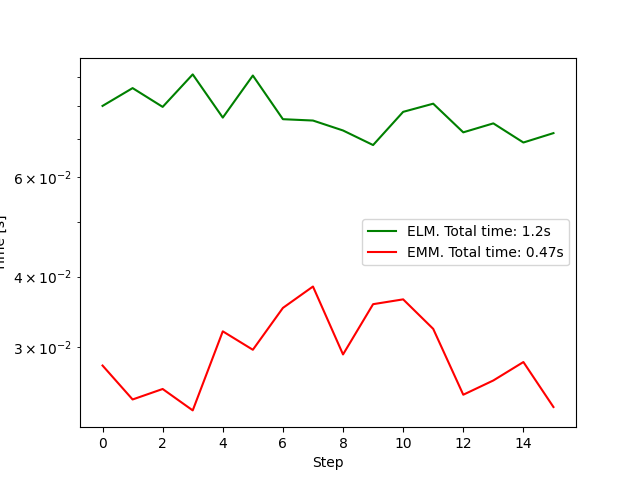 6 × 10⁻²
4 × 10⁻²
3 × 10⁻²
ELM. Total time: 1.2s
EMM. Total time: 0.47s
0 2 4 6 8 10 12 14
Step